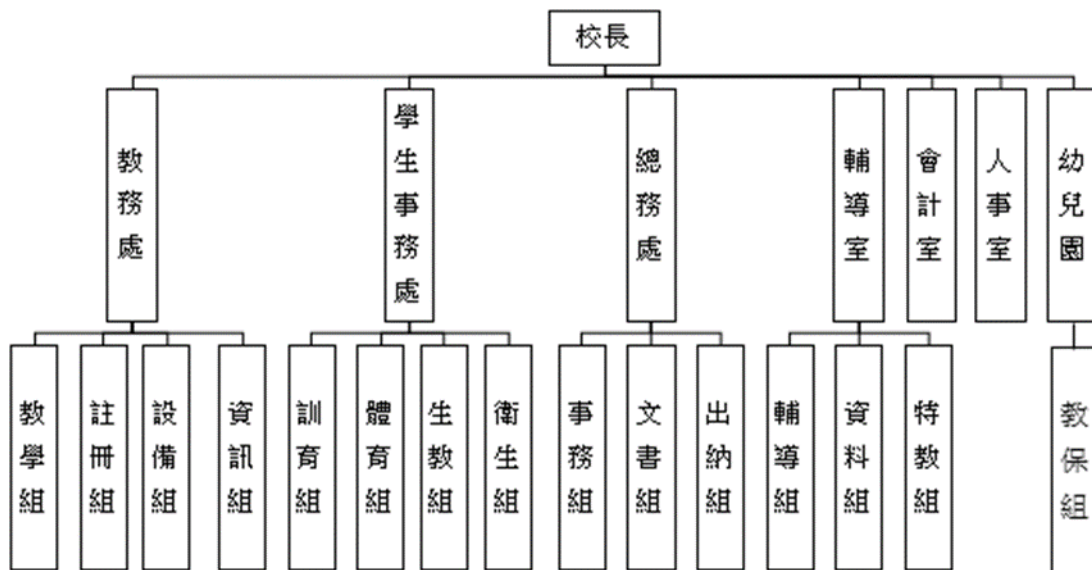 校長
教務處
學生事務處
總務處
輔導室
會計室
人事室
幼兒園
教學組
註冊組
設備組
資訊組
訓育組
體育組
生教組
衛生組
事務組
文書組
出納組
輔導組
資料組
特教組
教保組